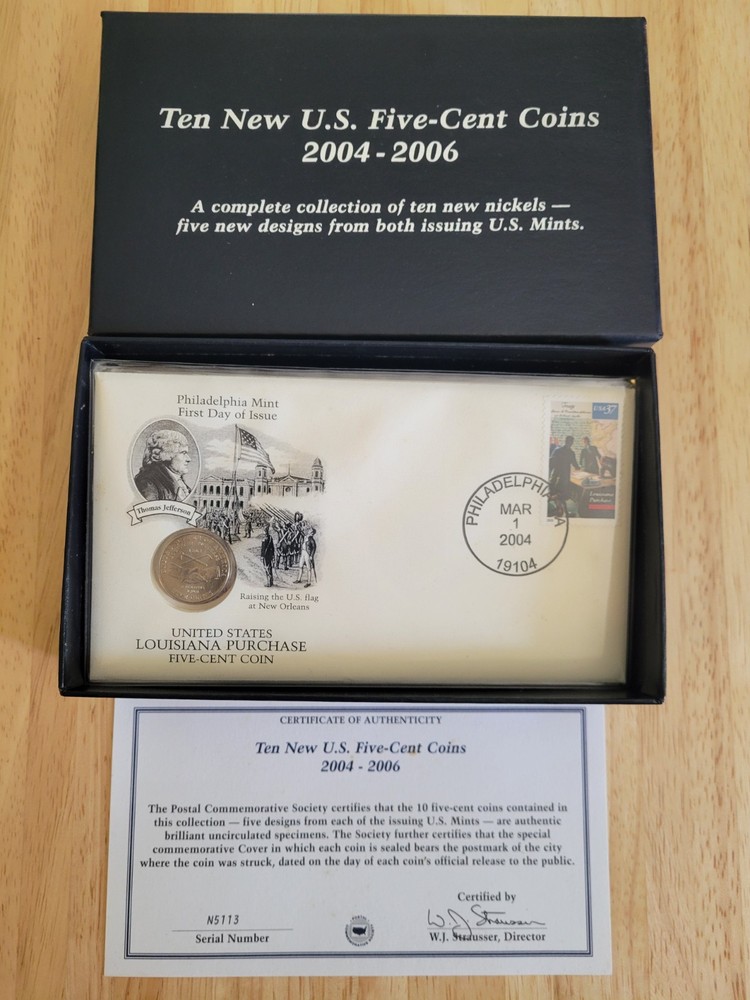 Ten New U.S. Five-Cent Coins
2004 - 2006
A complete collection of ten new nickels —
five new designs from both issuing U.S. Mints.
Philadelphia Mint
First Day of Issue
Thomas Jefferson
Raising the U.S. flag
at New Orleans
UNITED STATES
LOUISIANA PURCHASE
FIVE-CENT COIN
PHILADELPHIA
MAR
1
2004
19104
USA 37
Louisiana
Purchase
CERTIFICATE OF AUTHENTICITY
Ten New U.S. Five-Cent Coins
2004 - 2006
The Postal Commemorative Society certifies that the 10 five-cent coins contained in
this collection — five designs from each of the issuing U.S. Mints — are authentic
brilliant uncirculated specimens. The Society further certifies that the special
commemorative Cover in which each coin is sealed bears the postmark of the city
where the coin was struck, dated on the day of each coin's official release to the public.
Certified by
N5113
W.J. Strausser
Serial Number
W.J. Strausser, Director